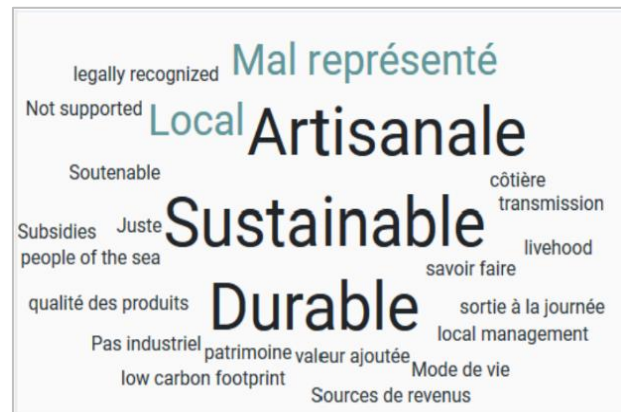 Mal représenté
legally recognized
Not supported
Local
Artisanale
Soutenable
côtière
transmission
Sustainable
Juste
Subsidies
people of the sea
livehood
savoir faire
Durable
qualité des produits
sortie à la journée
local management
Pas industriel
patrimoine
valeur ajoutée
Mode de vie
low carbon footprint
Sources de revenus